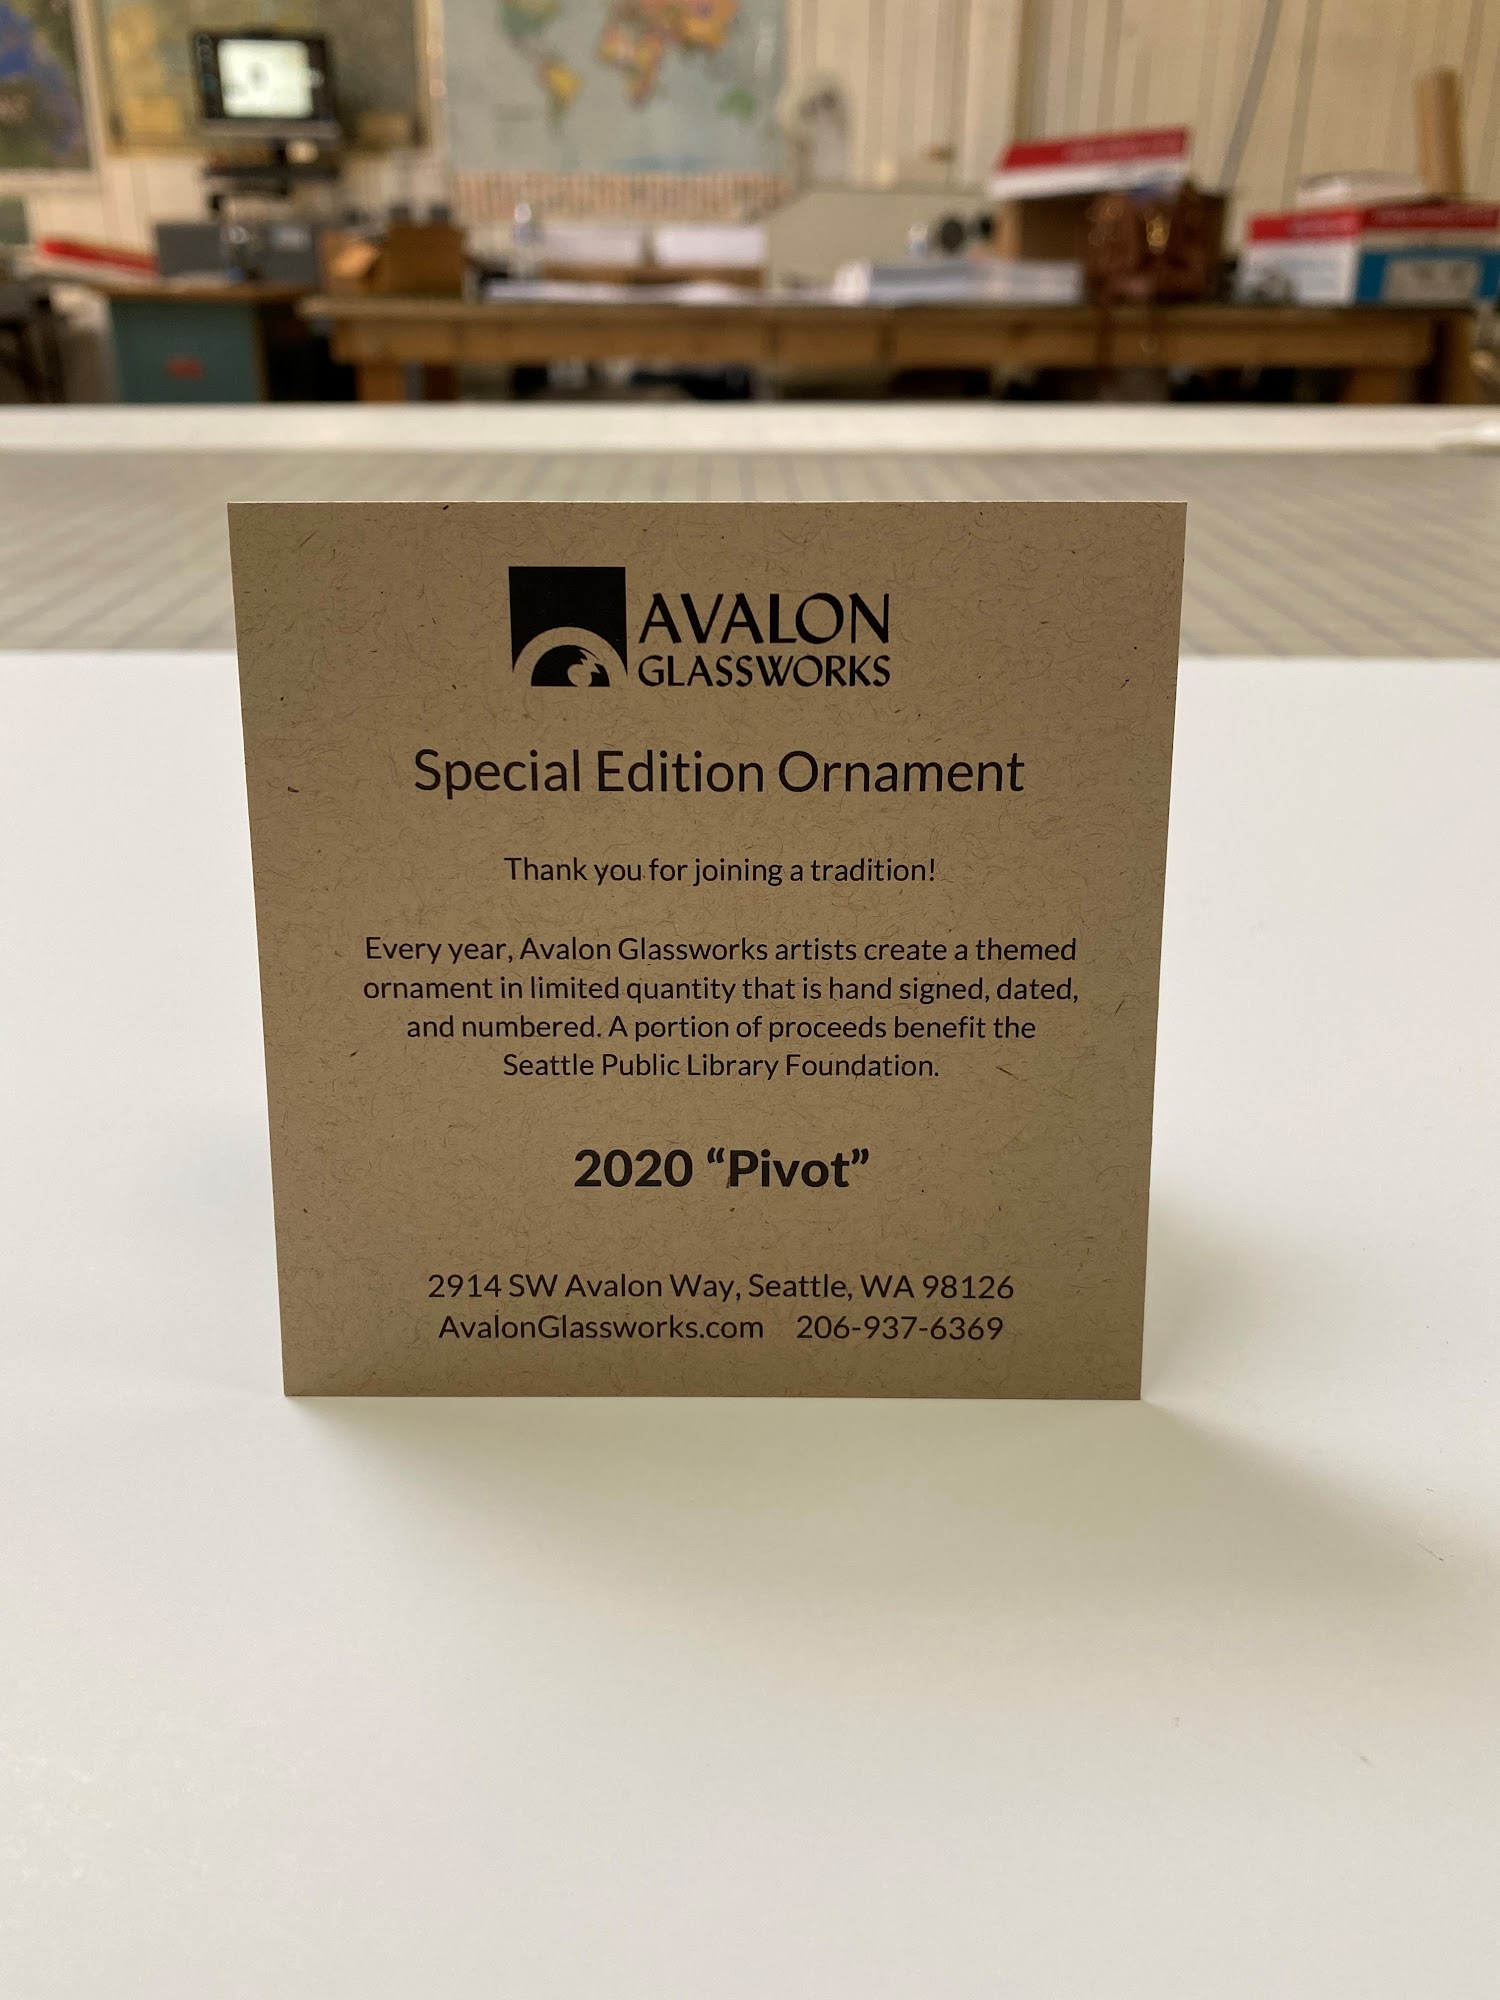 AVALON
GLASSWORKS
Special Edition Ornament
Thank you for joining a tradition!
Every year, Avalon Glassworks artists create a themed
ornament in limited quantity that is hand signed, dated,
and numbered. A portion of proceeds benefit the
Seattle Public Library Foundation.
2020 “Pivot”
2914 SW Avalon Way, Seattle, WA 98126
AvalonGlassworks.com 206-937-6369